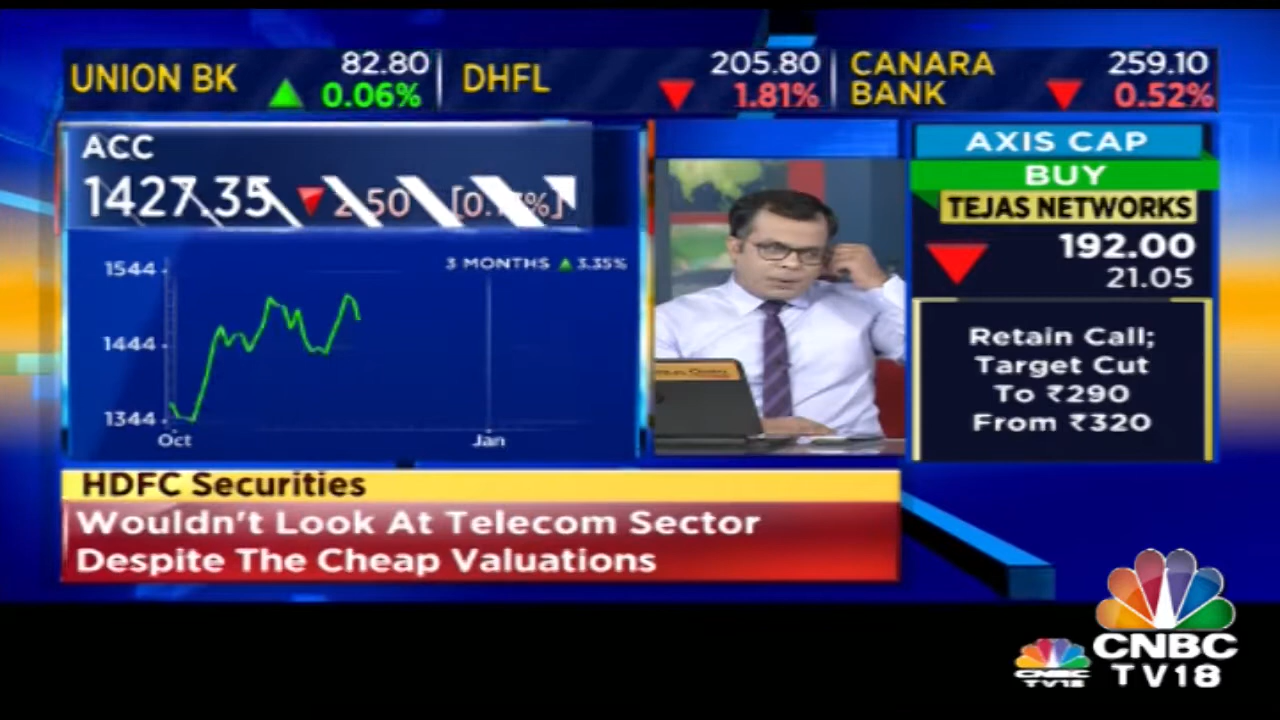 UNION BK 82.80 0.06%
DHFL 205.80 1.81%
CANARA BANK 259.10 0.52%
ACC
1427.35
3 MONTHS 3.35%
1544
1444
1344
Oct Jan
AXIS CAP
BUY
TEJAS NETWORKS
192.00
21.05
Retain Call;
Target Cut
To ₹290
From ₹320
HDFC Securities
Wouldn't Look At Telecom Sector
Despite The Cheap Valuations
CNBC
TV18
CNBC
TV18